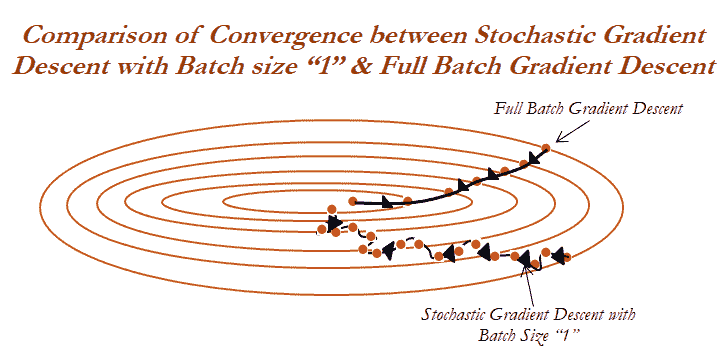 Comparison of Convergence between Stochastic Gradient
Descent with Batch size “1” & Full Batch Gradient Descent
Full Batch Gradient Descent
Stochastic Gradient Descent with
Batch Size “1”